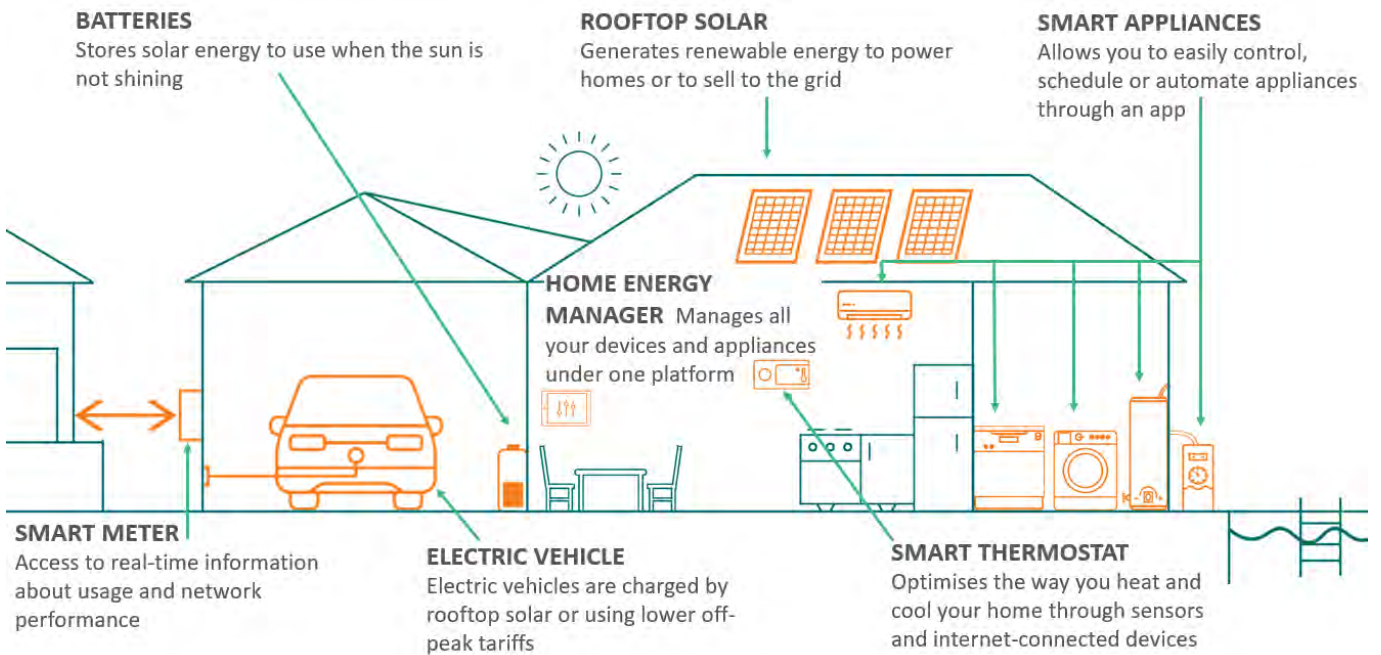 BATTERIES
Stores solar energy to use when the sun is
not shining
ROOFTOP SOLAR
Generates renewable energy to power
homes or to sell to the grid
SMART APPLIANCES
Allows you to easily control,
schedule or automate appliances
through an app
HOME ENERGY
MANAGER Manages all
your devices and appliances
under one platform
SMART METER
Access to real-time information
about usage and network
performance
ELECTRIC VEHICLE
Electric vehicles are charged by
rooftop solar or using lower off-
peak tariffs
SMART THERMOSTAT
Optimises the way you heat and
cool your home through sensors
and internet-connected devices